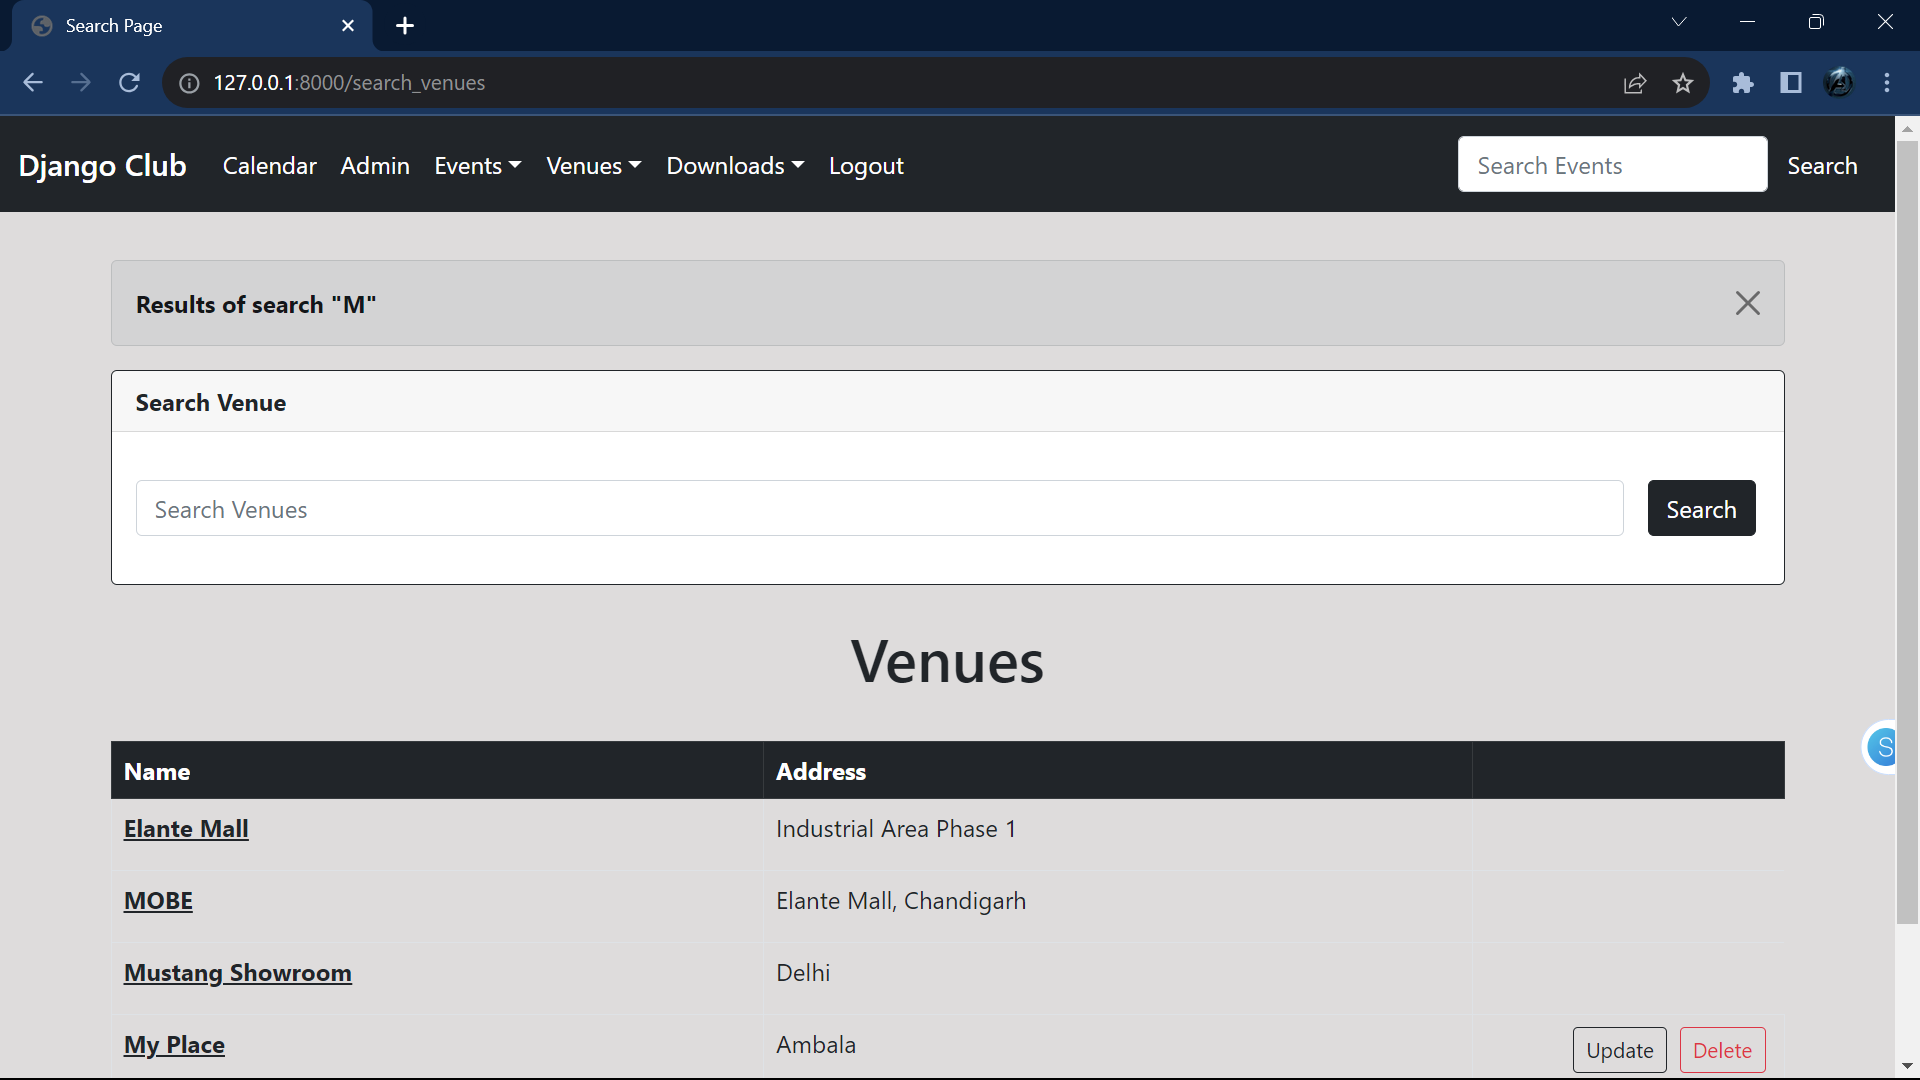 Search Page
127.0.0.1:8000/search_venues
Django Club Calendar Admin Events Venues Downloads Logout Search Events Search
Results of search "M"
Search Venue
Search Venues Search
Venues
Name Address
Elante Mall Industrial Area Phase 1
MOBE Elante Mall, Chandigarh
Mustang Showroom Delhi
My Place Ambala Update Delete
S